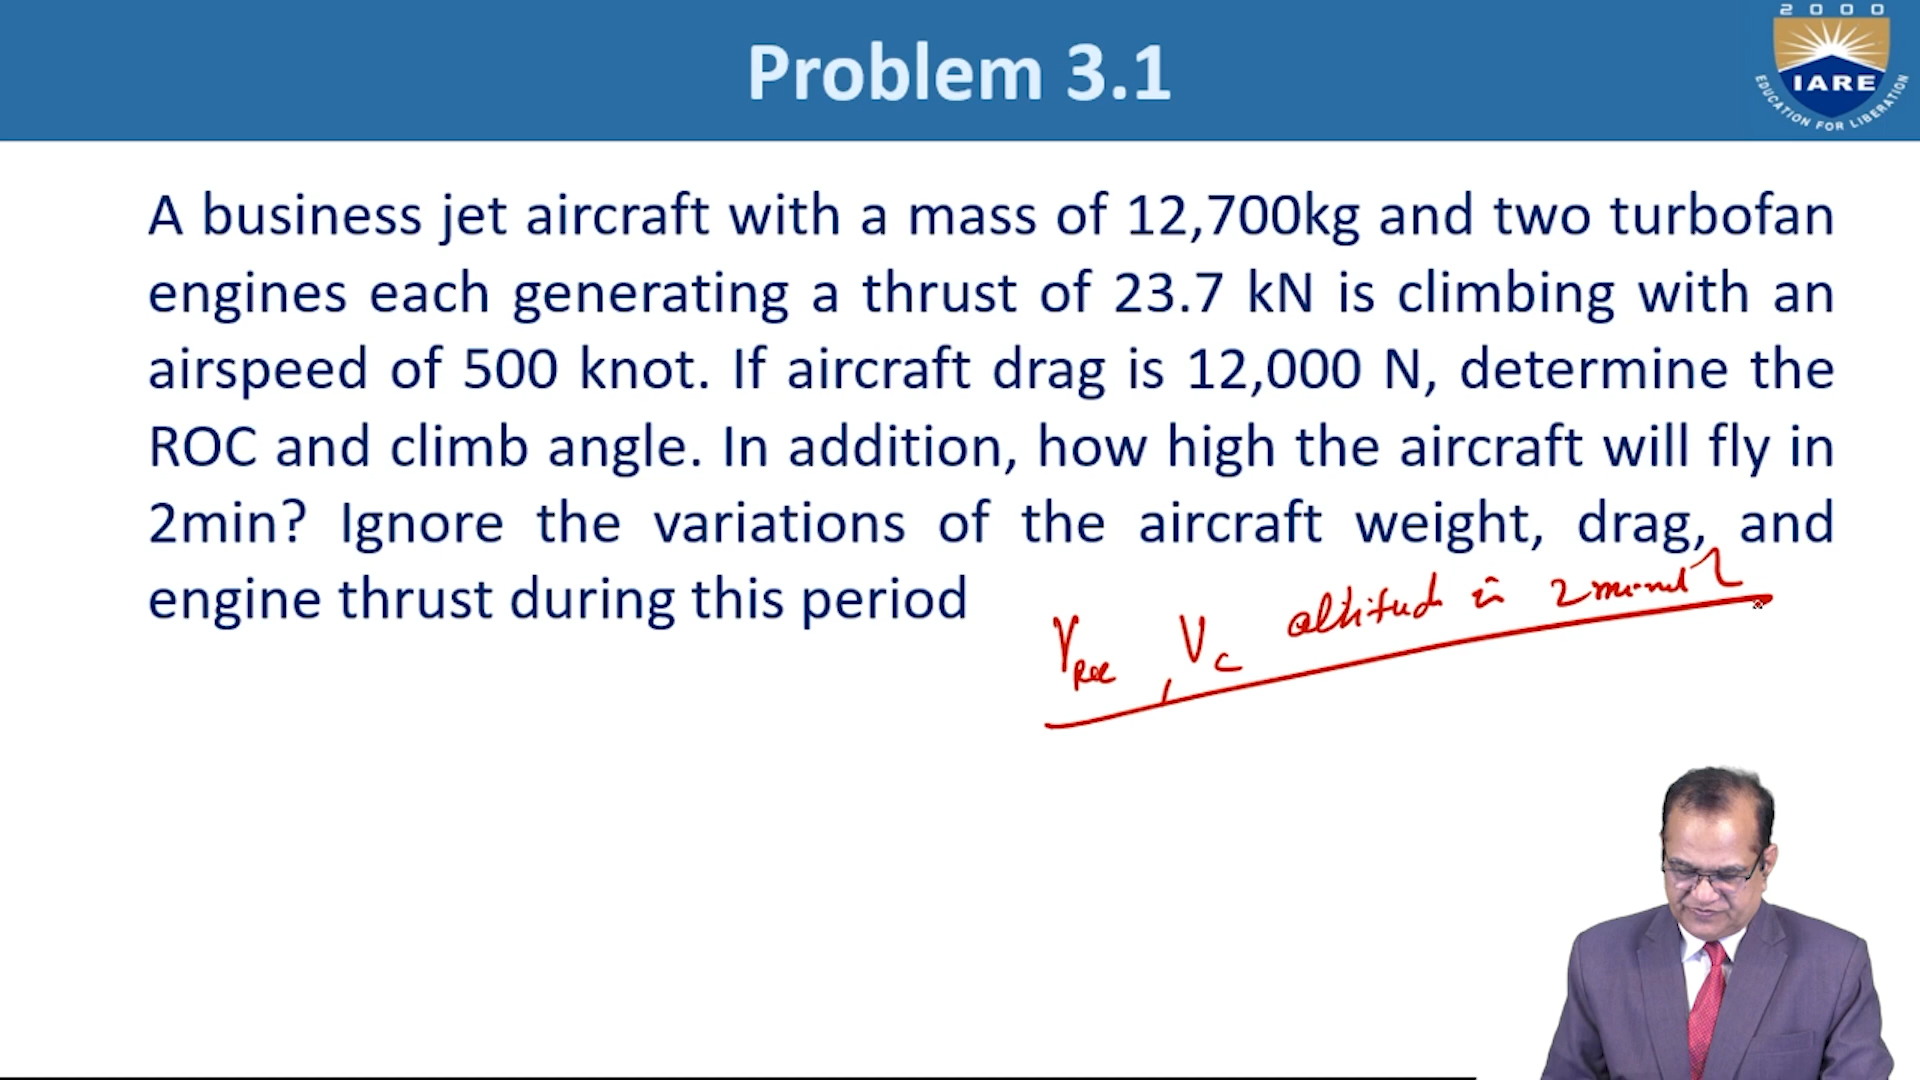 Problem 3.1
2000
IARE
EDUCATION FOR LIBERATION
A business jet aircraft with a mass of 12,700kg and two turbofan
engines each generating a thrust of 23.7 kN is climbing with an
airspeed of 500 knot. If aircraft drag is 12,000 N, determine the
ROC and climb angle. In addition, how high the aircraft will fly in
2min? Ignore the variations of the aircraft weight, drag, and
engine thrust during this period
γROC , VC altitude in 2 minut